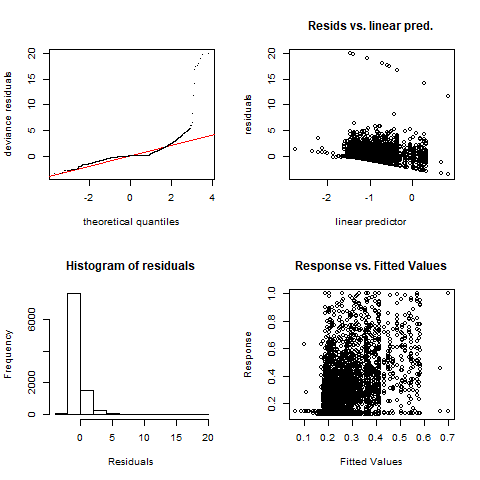 deviance residuals
20
15
10
5
0
-2 0 2 4
theoretical quantiles
Resids vs. linear pred.
residuals
20
15
10
5
0
-2 -1 0
linear predictor
Histogram of residuals
Frequency
6000
2000
0
0 5 10 15 20
Residuals
Response vs. Fitted Values
Response
1.0
0.8
0.6
0.4
0.2
0.1 0.2 0.3 0.4 0.5 0.6 0.7
Fitted Values